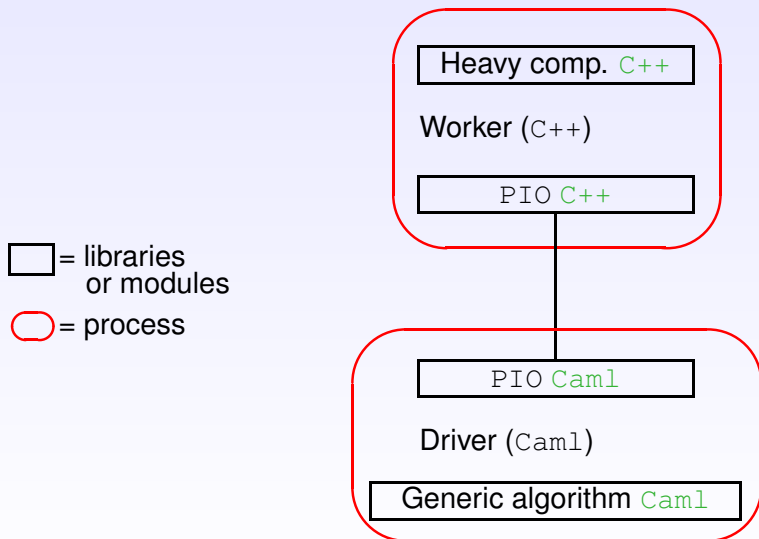 Heavy comp. C++
Worker (C++)
PIO C++
= libraries
or modules
= process
PIO Caml
Driver (Caml)
Generic algorithm Caml